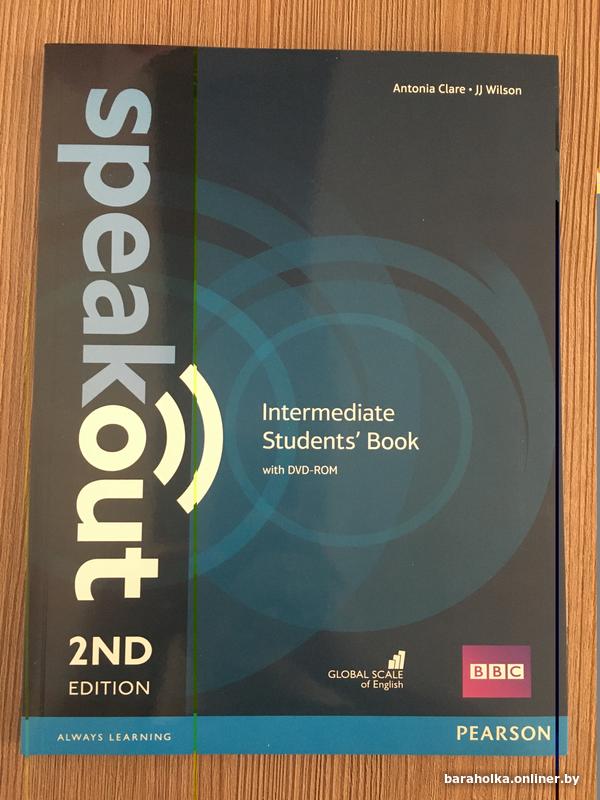 Antonia Clare • JJ Wilson
speakout
Intermediate
Students' Book
with DVD-ROM
2ND
EDITION
GLOBAL SCALE
of English
BBC
ALWAYS LEARNING
PEARSON
baraholka.onliner.by